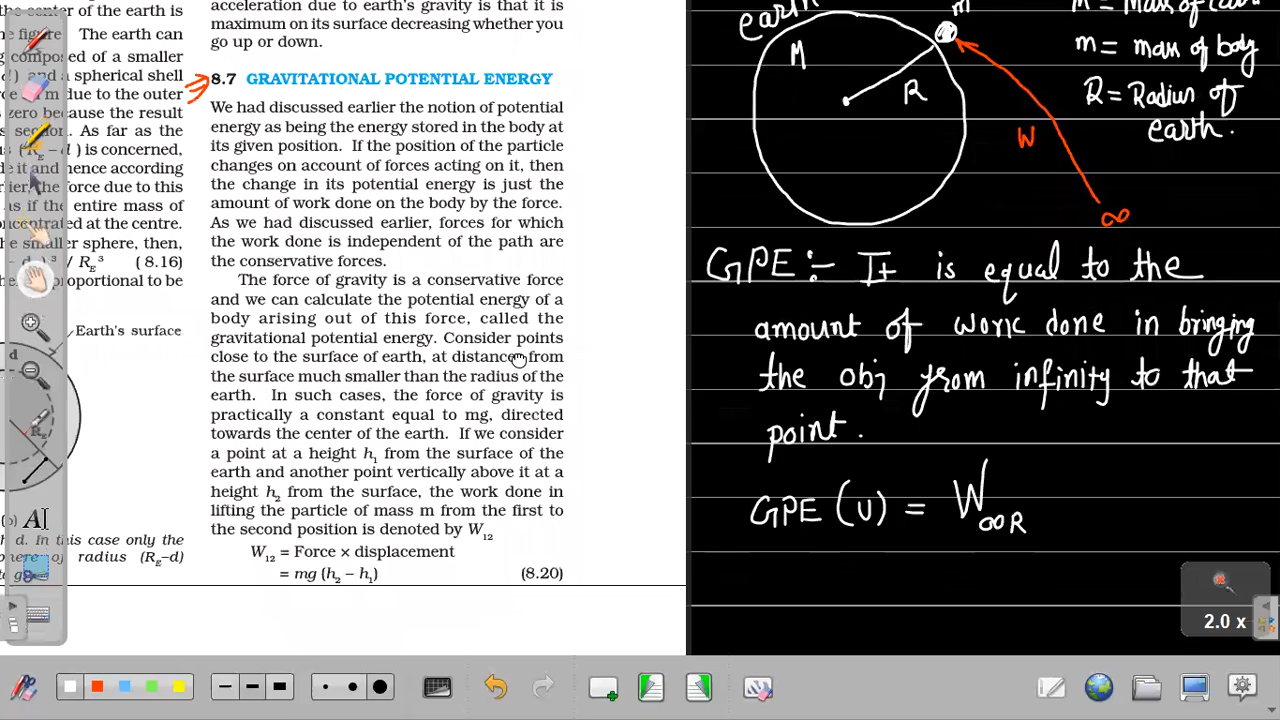 the center of the earth is
the figure. The earth can
composed of a smaller
and a spherical shell
due to the outer
zero because the result
section. As far as the
is concerned,
it and hence according
the force due to this
as if the entire mass of
concentrated at the centre.
the smaller sphere, then,
/ R_E³ ( 8.16)
proportional to be
Earth's surface
d
R_E
(b)
h d. In this case only the
of radius (R_E–d)
acceleration due to earth's gravity is that it is
maximum on its surface decreasing whether you
go up or down.
8.7 GRAVITATIONAL POTENTIAL ENERGY
We had discussed earlier the notion of potential
energy as being the energy stored in the body at
its given position. If the position of the particle
changes on account of forces acting on it, then
the change in its potential energy is just the
amount of work done on the body by the force.
As we had discussed earlier, forces for which
the work done is independent of the path are
the conservative forces.
The force of gravity is a conservative force
and we can calculate the potential energy of a
body arising out of this force, called the
gravitational potential energy. Consider points
close to the surface of earth, at distances from
the surface much smaller than the radius of the
earth. In such cases, the force of gravity is
practically a constant equal to mg, directed
towards the center of the earth. If we consider
a point at a height h₁ from the surface of the
earth and another point vertically above it at a
height h₂ from the surface, the work done in
lifting the particle of mass m from the first to
the second position is denoted by W₁₂
W₁₂ = Force × displacement
= mg (h₂ – h₁) (8.20)
earth
m
M
R
W
∞
M = Mass of earth
m = mass of body
R = Radius of
earth.
GPE :- It is equal to the
amount of work done in bringing
the obj from infinity to that
point.
GPE (U) = W∞R
AI
2.0 x